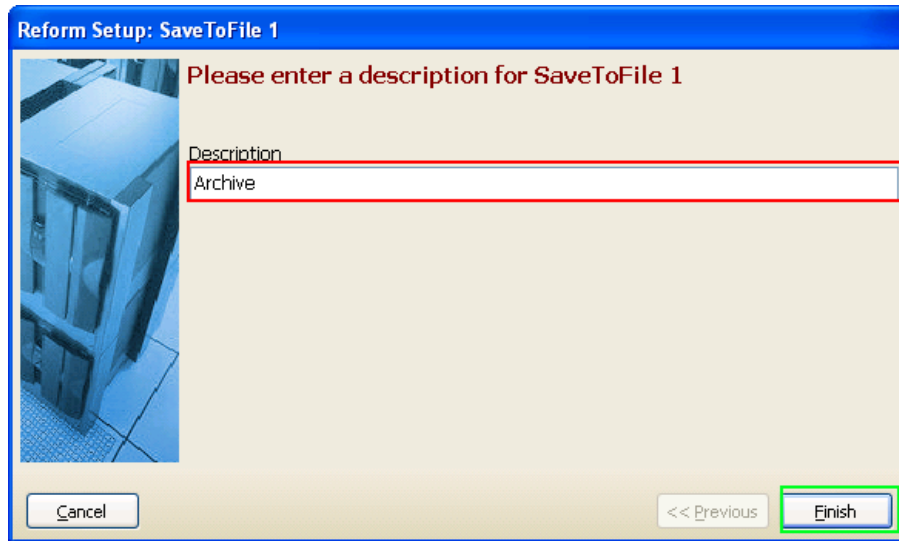 Reform Setup: SaveToFile 1
Please enter a description for SaveToFile 1
Description
Archive
Cancel
<< Previous
Finish